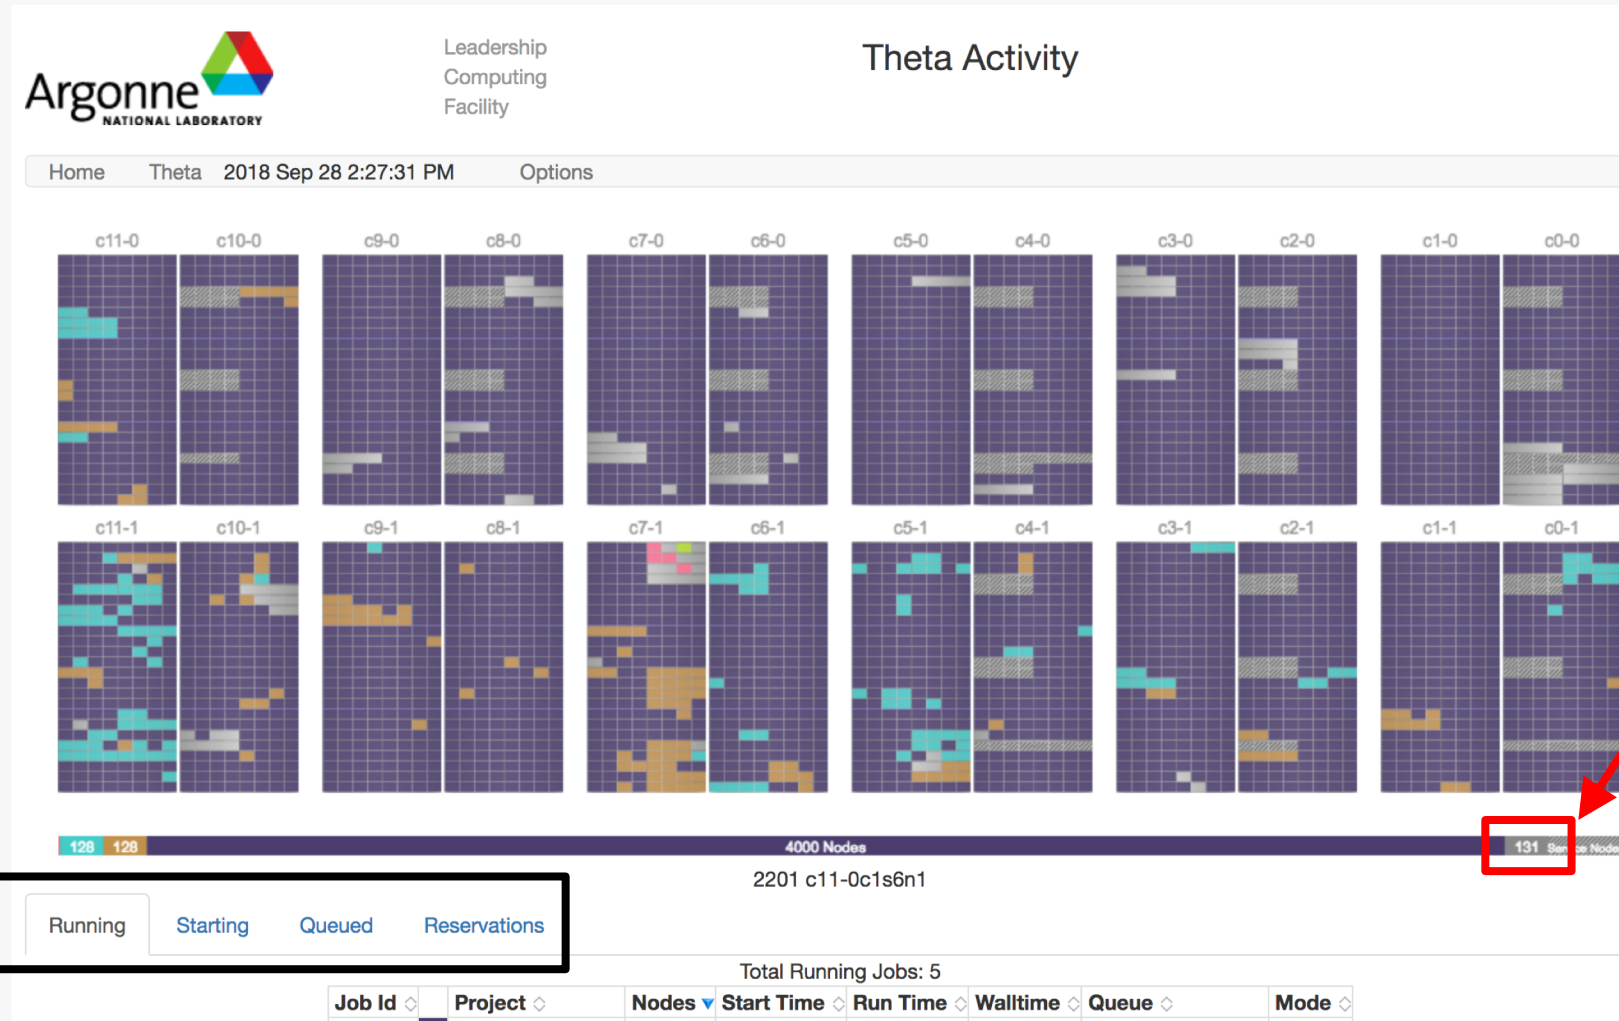 Argonne
NATIONAL LABORATORY
Leadership
Computing
Facility
Theta Activity
Home Theta 2018 Sep 28 2:27:31 PM Options
c11-0 c10-0 c9-0 c8-0 c7-0 c6-0 c5-0 c4-0 c3-0 c2-0 c1-0 c0-0
c11-1 c10-1 c9-1 c8-1 c7-1 c6-1 c5-1 c4-1 c3-1 c2-1 c1-1 c0-1
128 128 4000 Nodes 131 Service Node
2201 c11-0c1s6n1
Running Starting Queued Reservations
Total Running Jobs: 5
Job Id Project Nodes Start Time Run Time Walltime Queue Mode